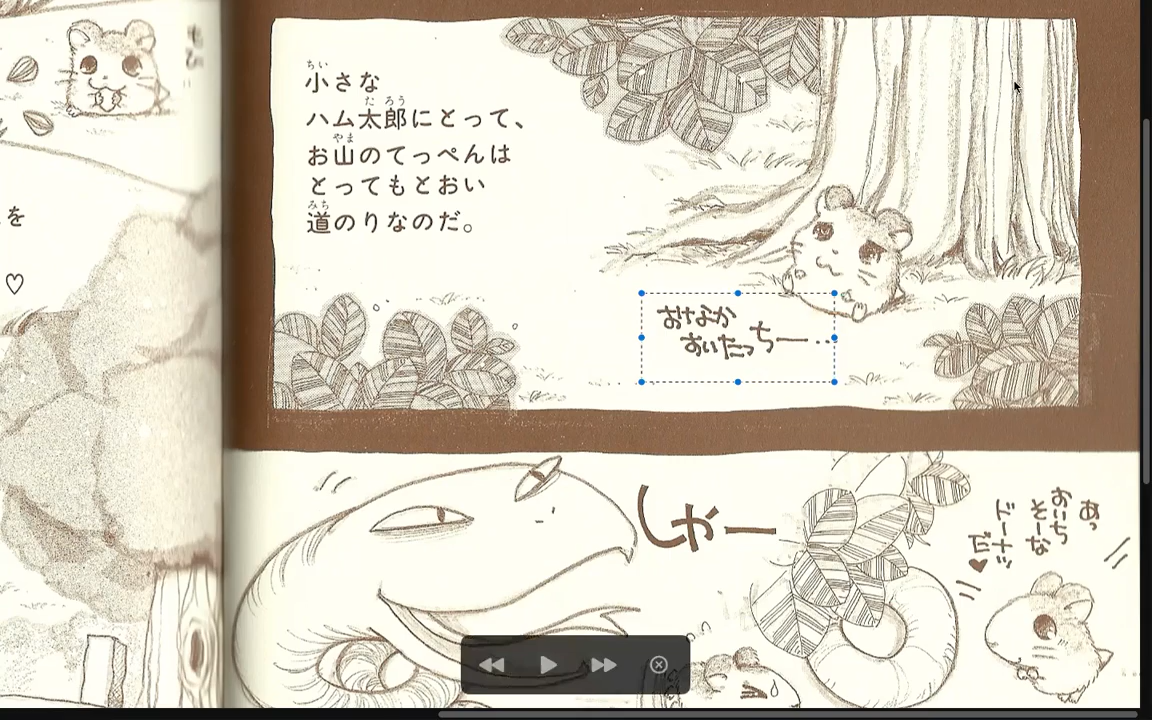 小さな
ハム太郎にとって、
お山のてっぺんは
とってもとおい
道のりなのだ。
おなか
すいたっちー…
しゃー
あっ
おいち
そーな
ドーナツ
だ♥
を
♡